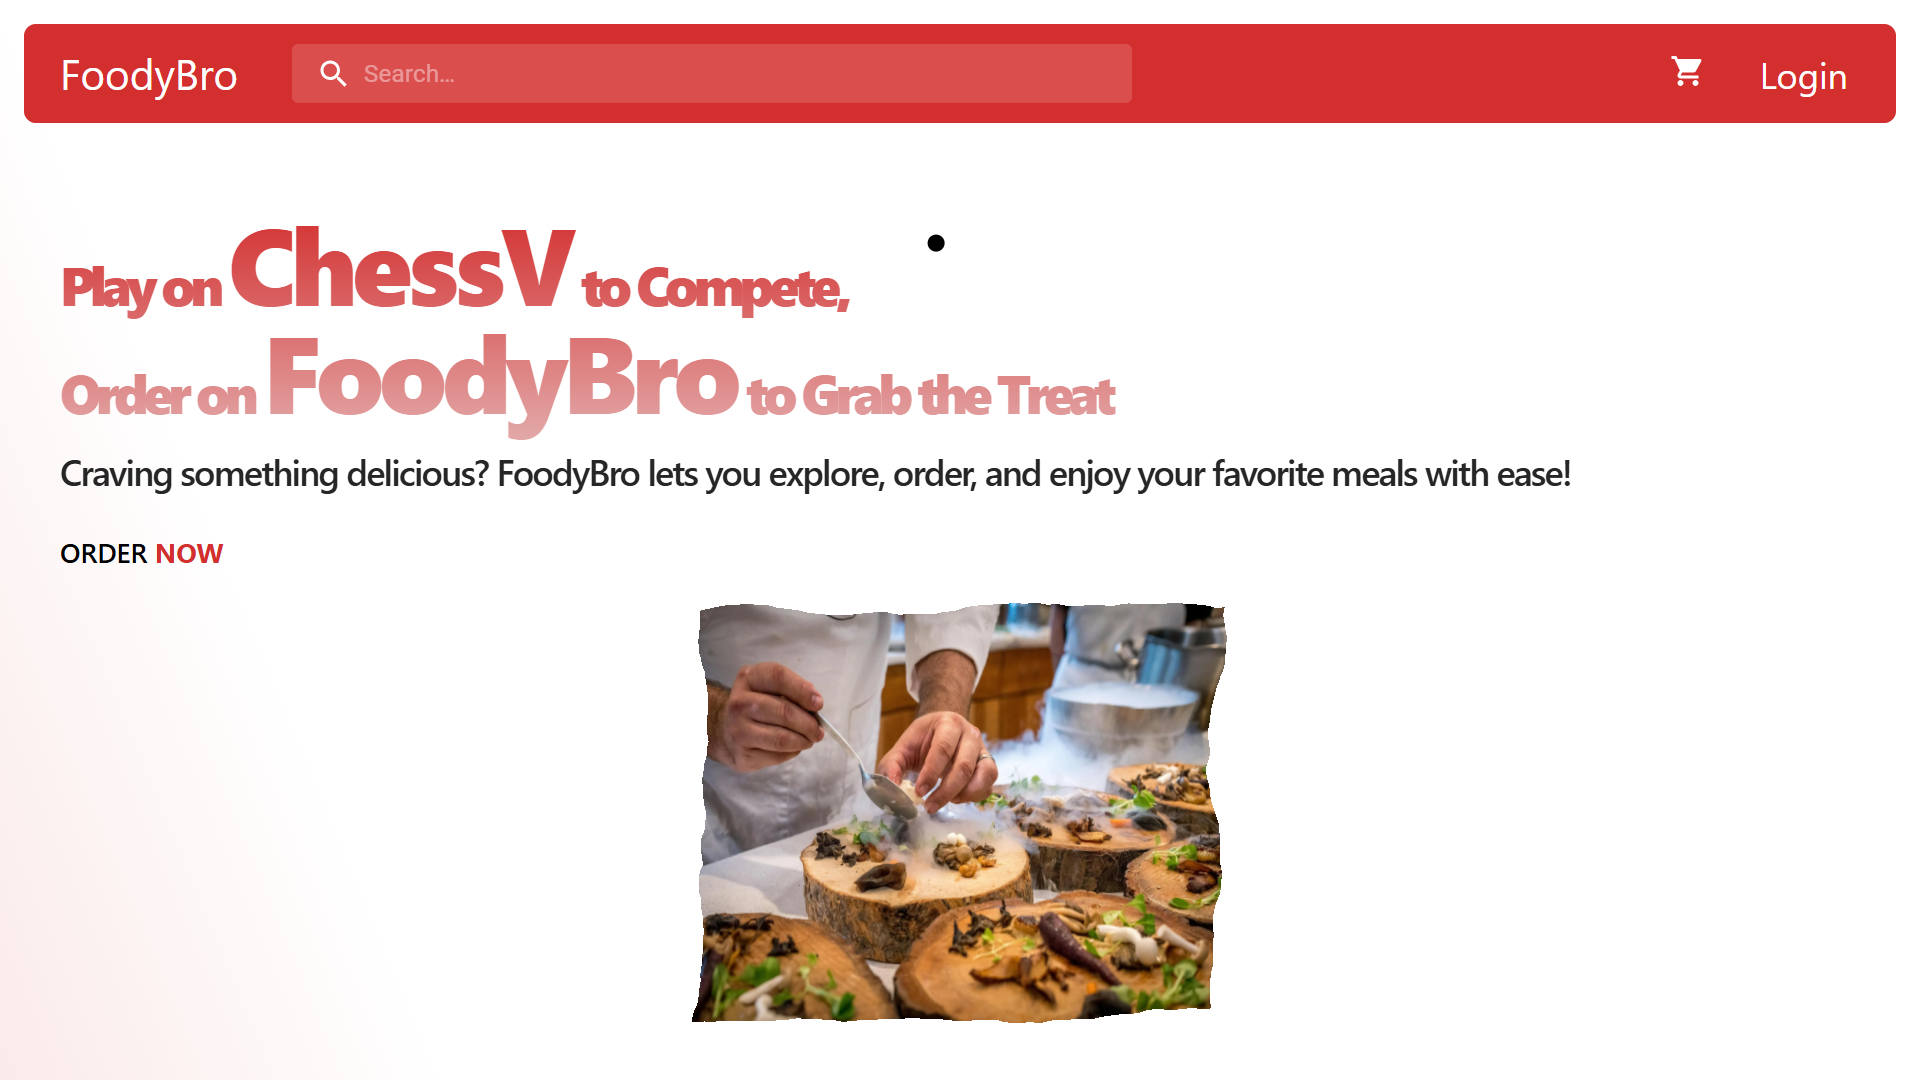 FoodyBro
Search…
Login
Play on ChessV to Compete,
Order on FoodyBro to Grab the Treat
Craving something delicious? FoodyBro lets you explore, order, and enjoy your favorite meals with ease!
ORDER NOW